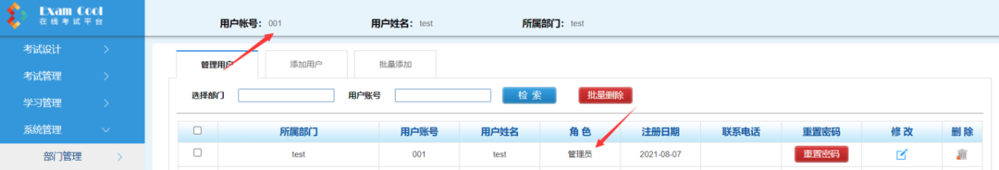 Exam Cool
在线考试平台
用户帐号： 001 用户姓名： test 所属部门： test
考试设计
考试管理
学习管理
系统管理
部门管理
管理用户 添加用户 批量添加
选择部门 用户账号 检 索 批量删除
所属部门 用户账号 用户姓名 角 色 注册日期 联系电话 重置密码 修 改 删 除
test 001 test 管理员 2021-08-07 重置密码